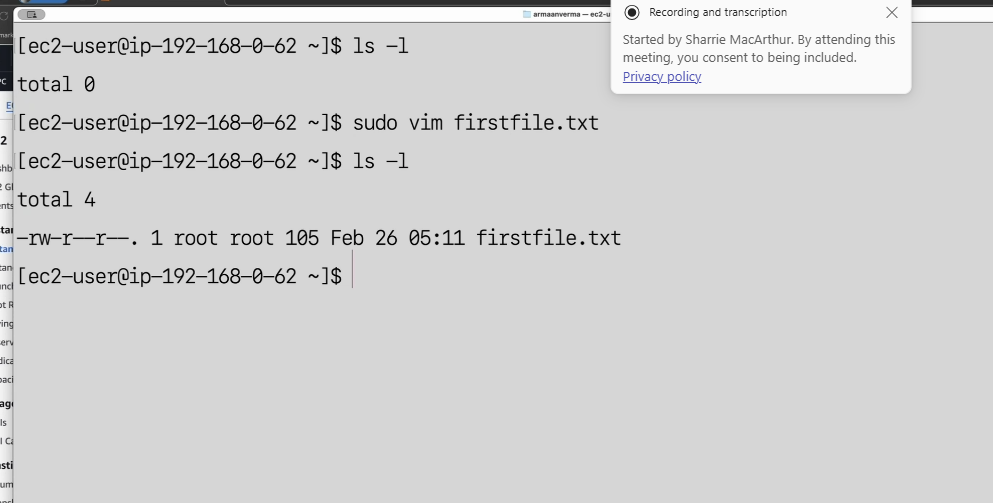 armaanverma — ec2-u
Recording and transcription
Started by Sharrie MacArthur. By attending this
meeting, you consent to being included.
Privacy policy
[ec2-user@ip-192-168-0-62 ~]$ ls -l
total 0
[ec2-user@ip-192-168-0-62 ~]$ sudo vim firstfile.txt
[ec2-user@ip-192-168-0-62 ~]$ ls -l
total 4
-rw-r--r--. 1 root root 105 Feb 26 05:11 firstfile.txt
[ec2-user@ip-192-168-0-62 ~]$